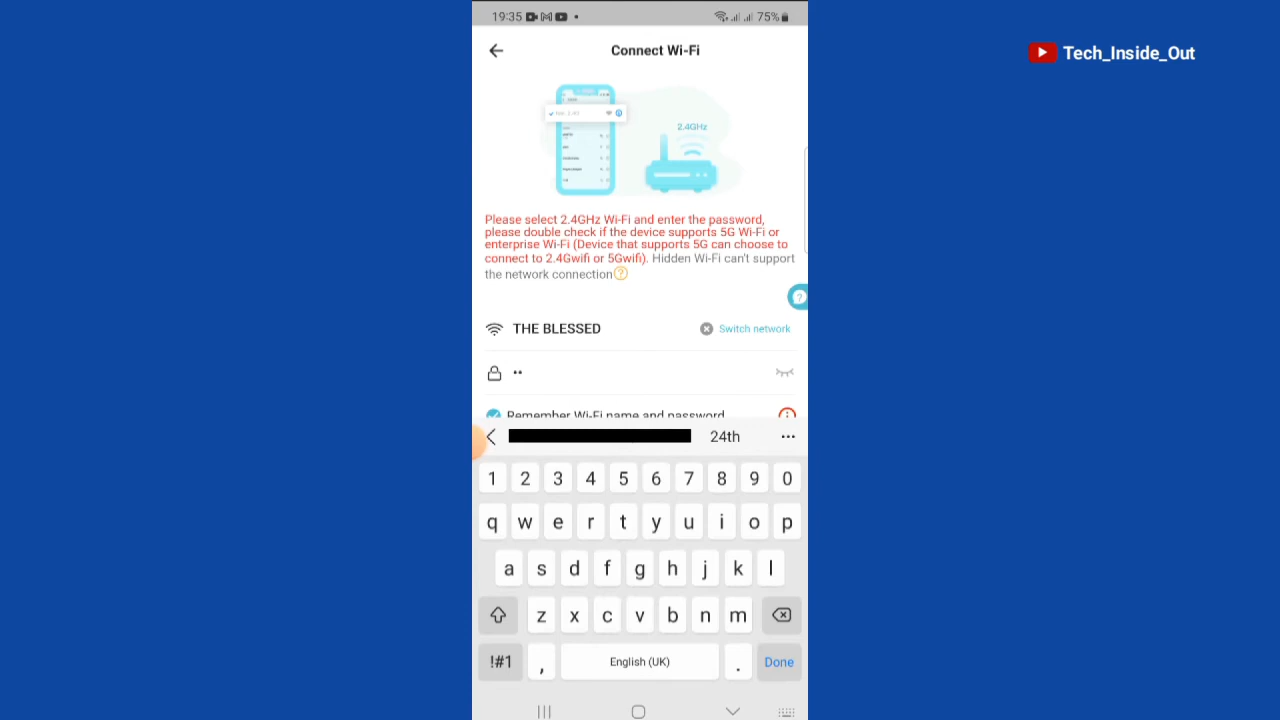 19:35 75%
Tech_Inside_Out
Connect Wi-Fi
2.4GHz
Please select 2.4GHz Wi-Fi and enter the password,
please double check if the device supports 5G Wi-Fi or
enterprise Wi-Fi (Device that supports 5G can choose to
connect to 2.4Gwifi or 5Gwifi). Hidden Wi-Fi can't support
the network connection ?
THE BLESSED Switch network
••
Remember Wi-Fi name and password
24th ...
1 2 3 4 5 6 7 8 9 0
q w e r t y u i o p
a s d f g h j k l
z x c v b n m
!#1 , English (UK) . Done